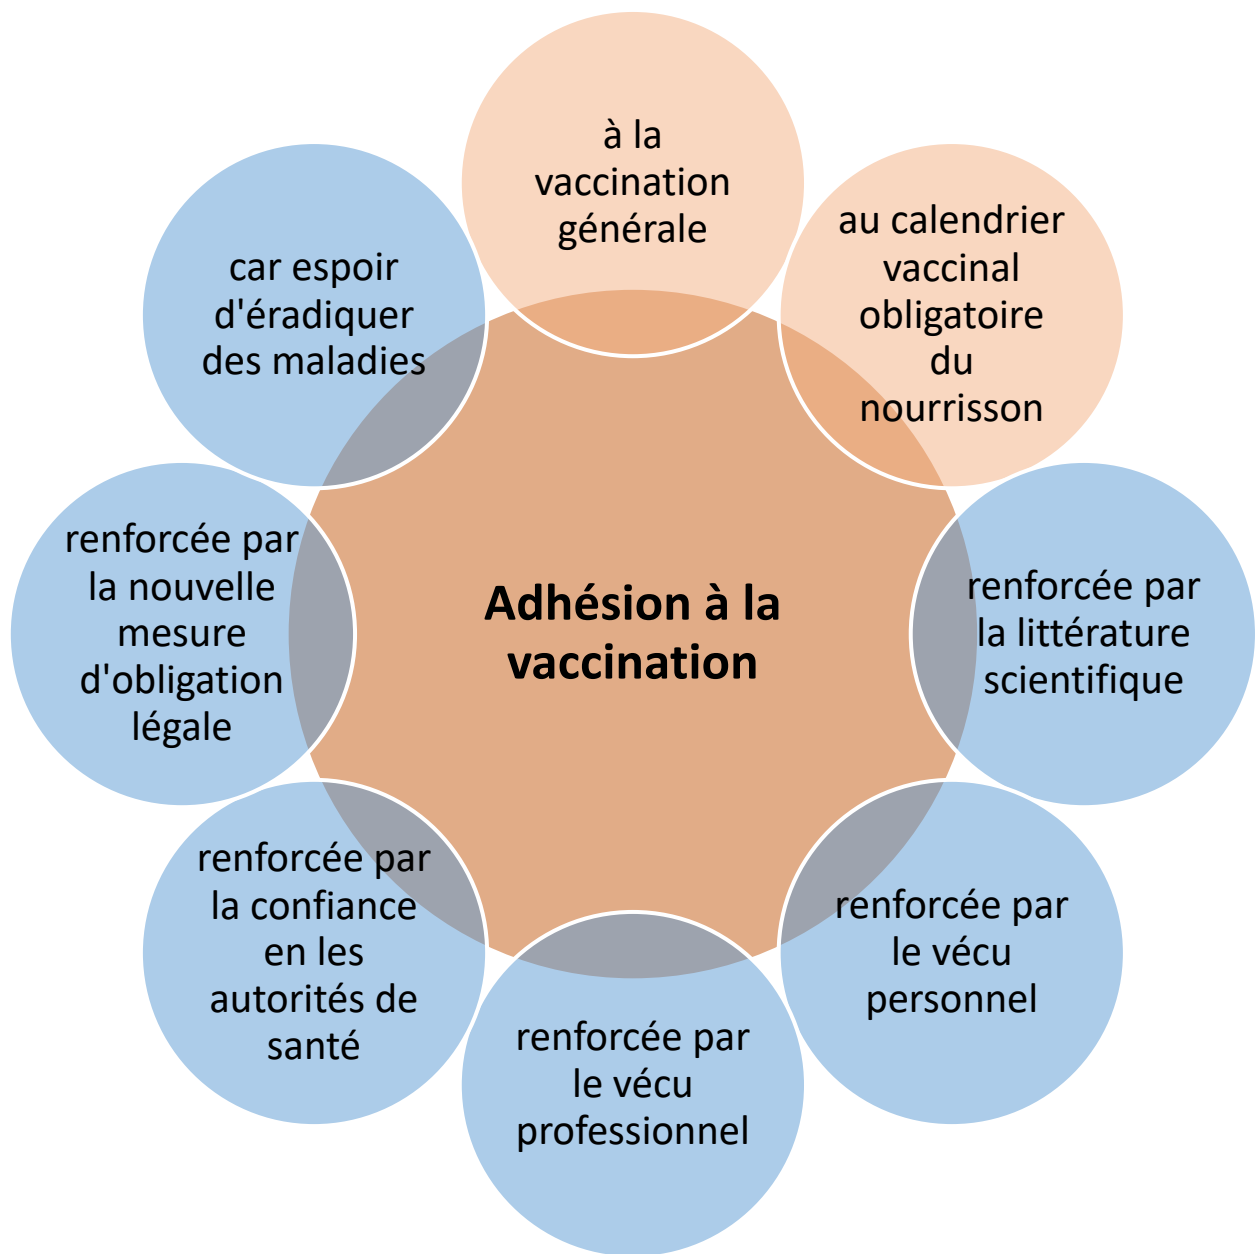 à la
vaccination
générale
au calendrier
vaccinal
obligatoire
du
nourrisson
renforcée par
la littérature
scientifique
renforcée par
le vécu
personnel
renforcée par
le vécu
professionnel
renforcée par
la confiance
en les
autorités de
santé
renforcée par
la nouvelle
mesure
d'obligation
légale
car espoir
d'éradiquer
des maladies
Adhésion à la
vaccination